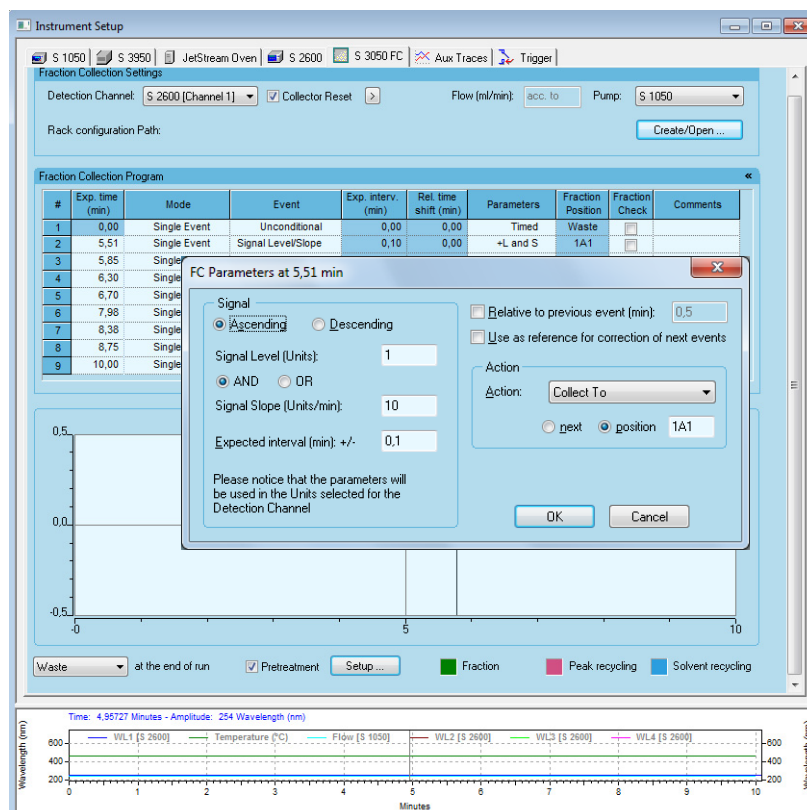 Instrument Setup
S 1050 S 3950 JetStream Oven S 2600 S 3050 FC Aux Traces Trigger
Fraction Collection Settings
Detection Channel: S 2600 [Channel 1] Collector Reset > Flow (ml/min): acc. to Pump: S 1050
Rack configuration Path: Create/Open ...
Fraction Collection Program «
# Exp. time (min) Mode Event Exp. interv. (min) Rel. time shift (min) Parameters Fraction Position Fraction Check Comments
1 0,00 Single Event Unconditional 0,00 0,00 Timed Waste
2 5,51 Single Event Signal Level/Slope 0,10 0,00 +L and S 1A1
3 5,85 Single
4 6,30 Single
5 6,70 Single
6 7,98 Single
7 8,38 Single
8 8,75 Single
9 10,00 Single
FC Parameters at 5,51 min
Signal
Ascending Descending
Signal Level (Units): 1
AND OR
Signal Slope (Units/min): 10
Expected interval (min): +/- 0,1
Please notice that the parameters will
be used in the Units selected for the
Detection Channel
Relative to previous event (min): 0,5
Use as reference for correction of next events
Action
Action: Collect To
next position 1A1
OK Cancel
0,5
0,0
-0,5
-0 5 10
Waste at the end of run Pretreatment Setup ... Fraction Peak recycling Solvent recycling
Time: 4,95727 Minutes - Amplitude: 254 Wavelength (nm)
WL1 [S 2600] Temperature (°C) Flow [S 1050] WL2 [S 2600] WL3 [S 2600] WL4 [S 2600]
Wavelength (nm)
600 600
400 400
200 200
Wavelength (nm)
0 1 2 3 4 5 6 7 8 9 10
Minutes